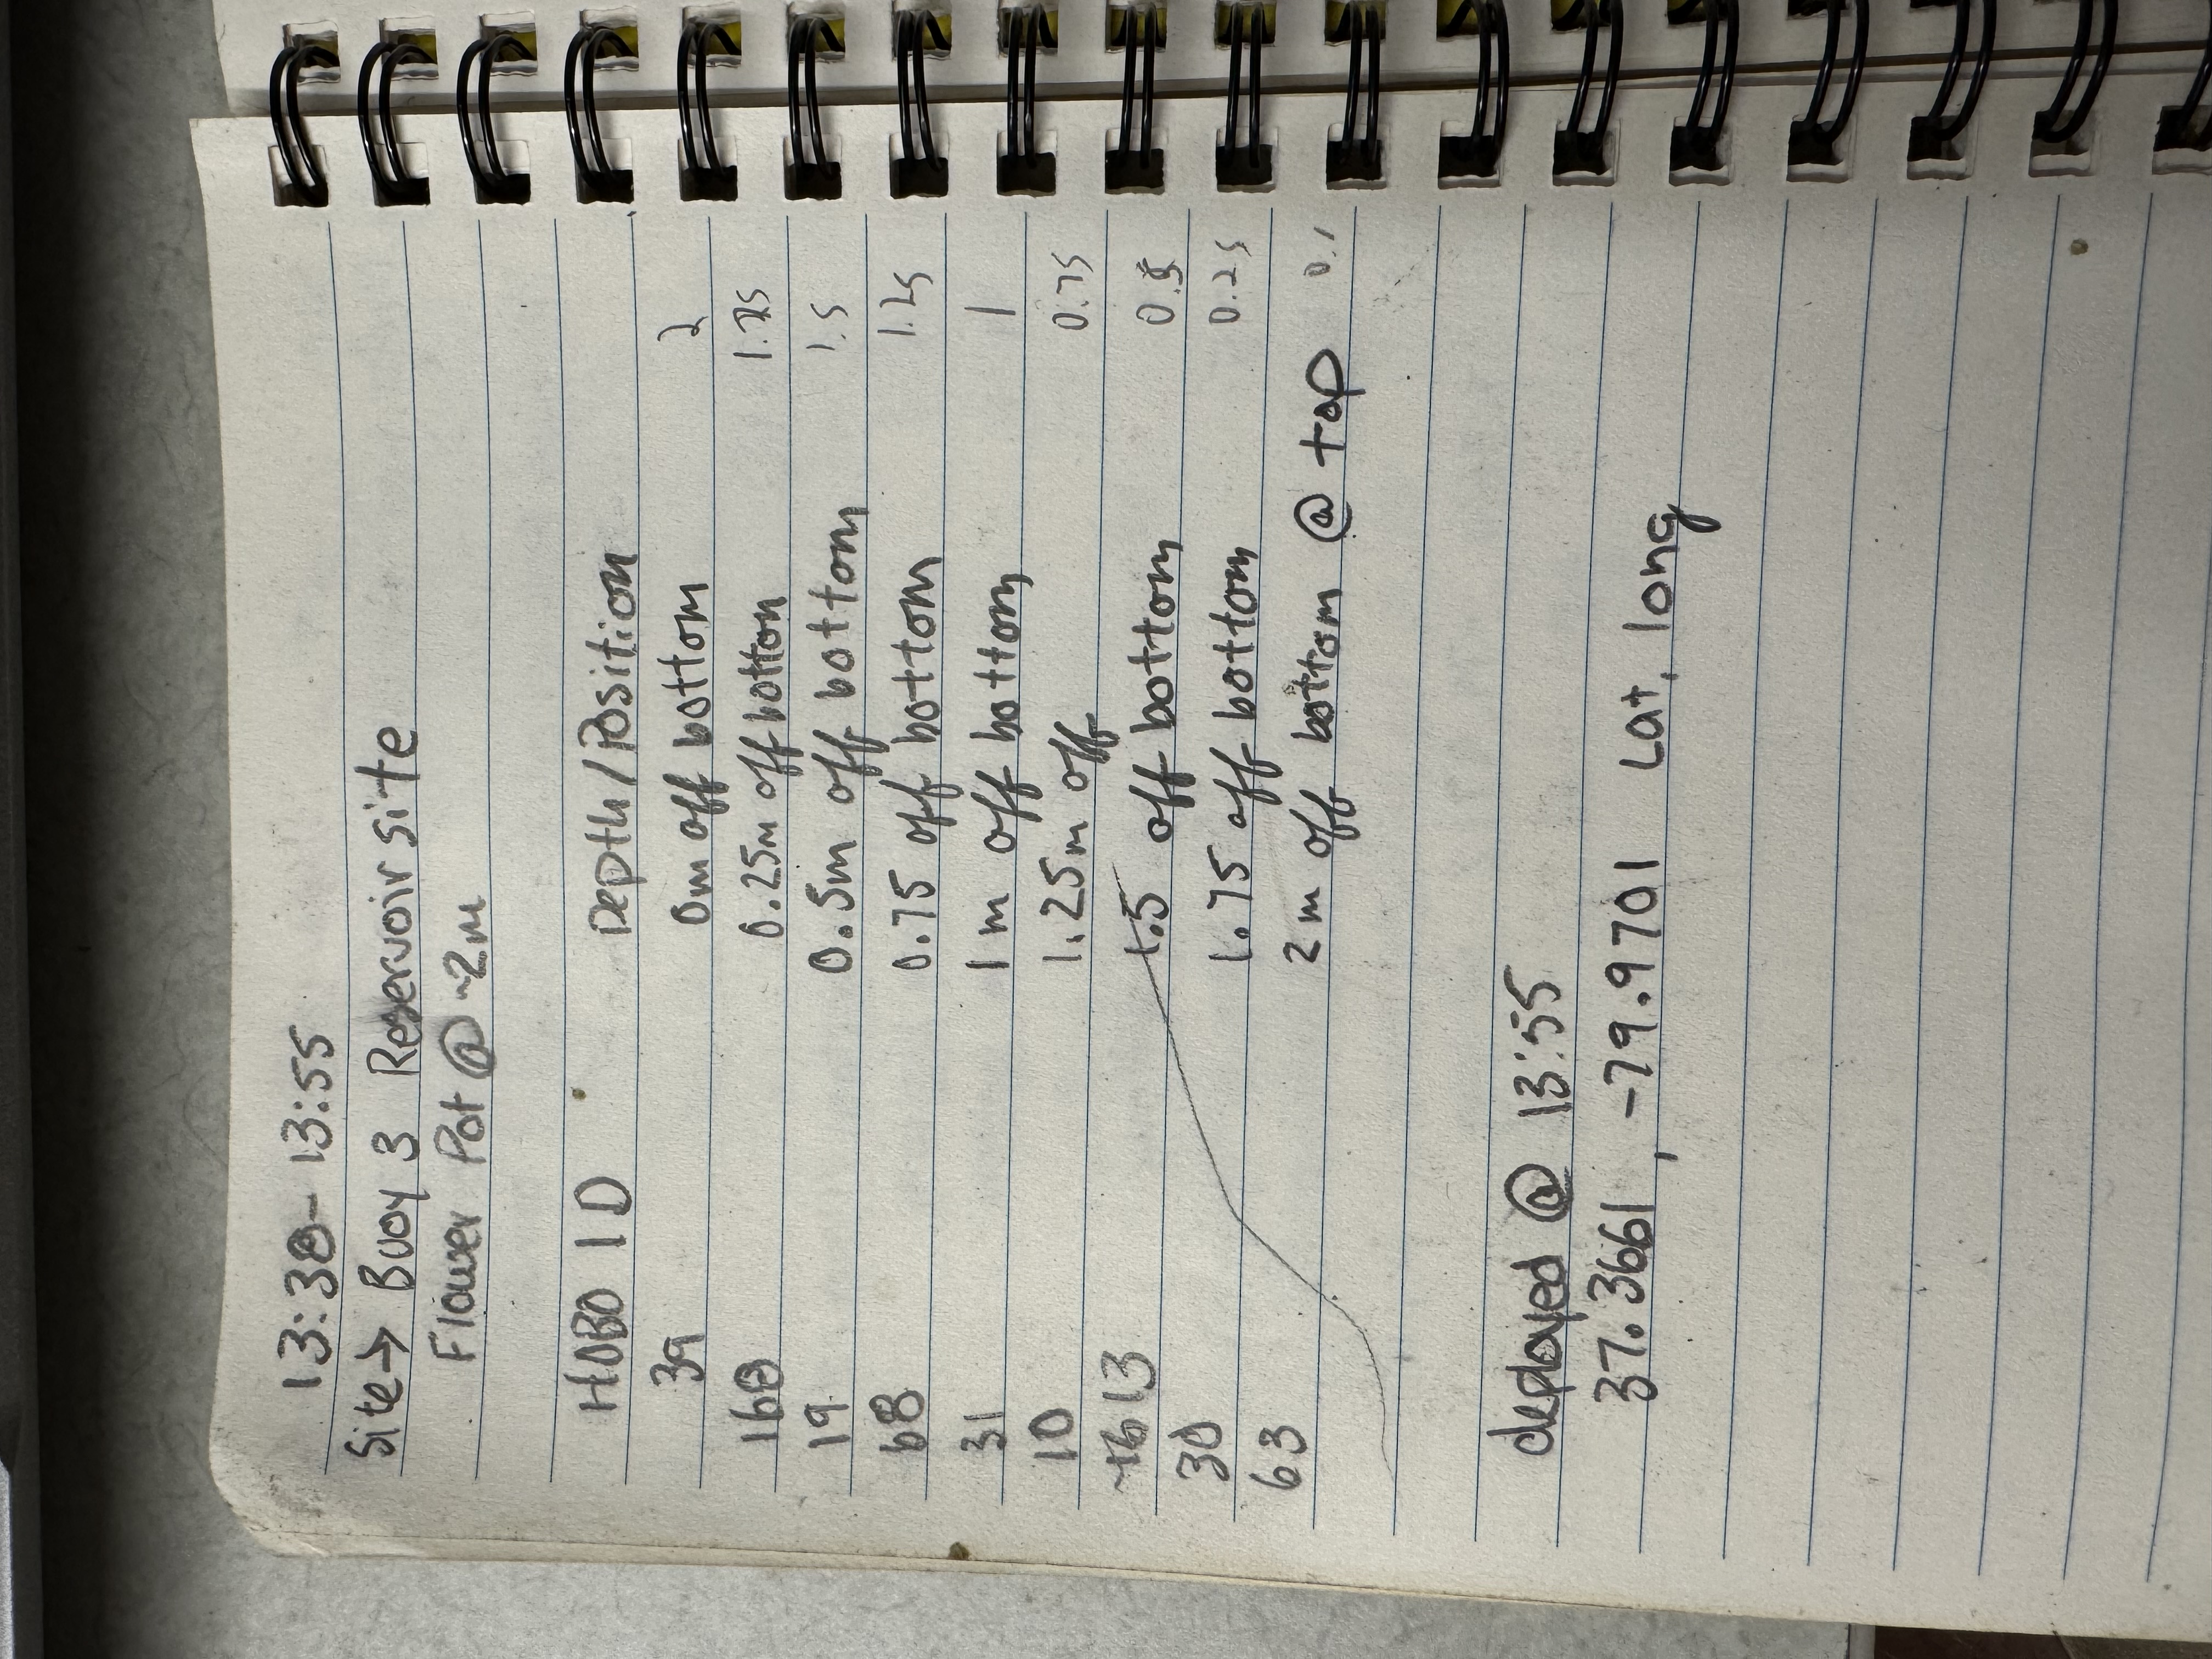 13:38- 13:55
Site → Buoy 3 Reservoir site
Flower Pot @ ~2m
HOBO ID Depth/Position
39 0m off bottom 2
160 0.25m off botton 1.75
19 0.5m off bottom 1.5
68 0.75 off bottom 1.25
31 1m off bottom 1
10 1.25m off 0.75
13 1.5 off bottom 0.5
30 1.75 off bottom 0.25
63 2m off bottom @ top 0.1
deployed @ 13:55
37.3661, -79.9701 Lat, long